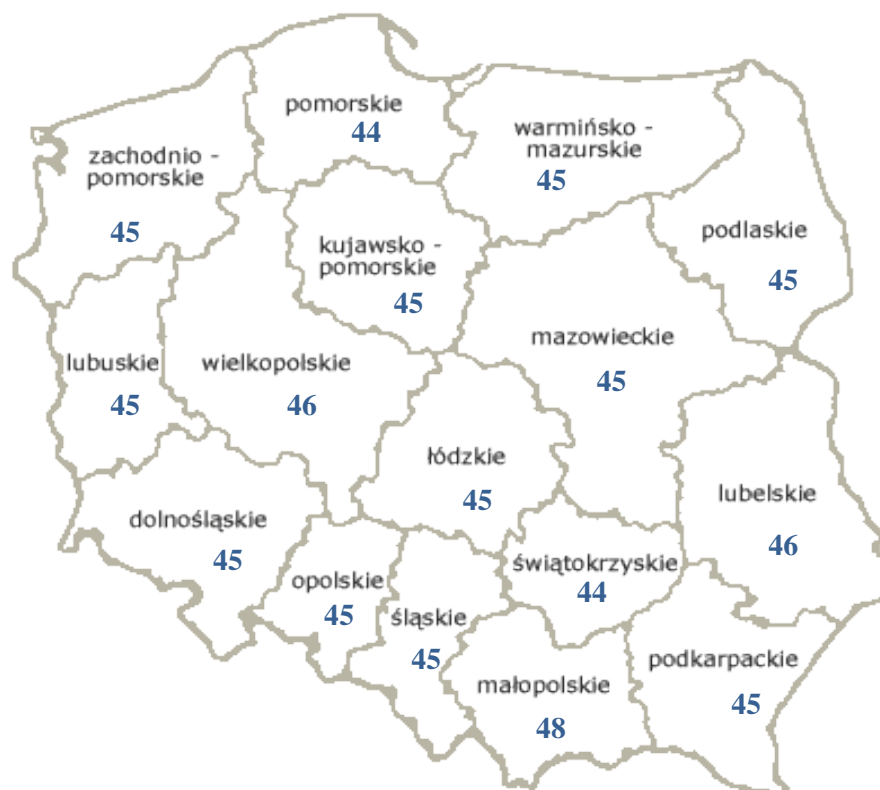 pomorskie
44
warmińsko -
mazurskie
45
zachodnio -
pomorskie
45
podlaskie
45
kujawsko -
pomorskie
45
mazowieckie
45
lubuskie
45
wielkopolskie
46
łódzkie
45
lubelskie
46
dolnośląskie
45
świątokrzyskie
44
opolskie
45
śląskie
45
podkarpackie
45
małopolskie
48